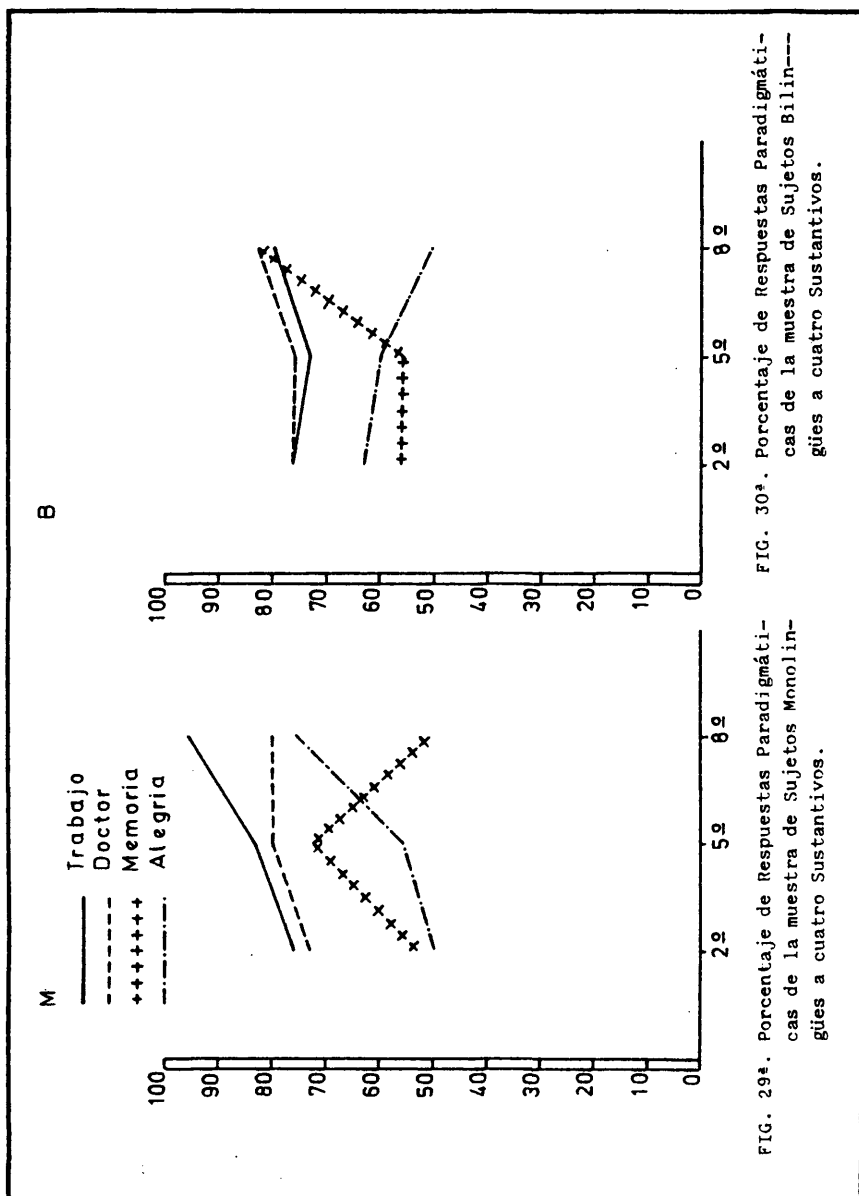 M
Trabajo
Doctor
Memoria
Alegria
100
90
80
70
60
50
40
30
20
10
0
2º
5º
8º
FIG. 29ª. Porcentaje de Respuestas Paradigmáti-
cas de la muestra de Sujetos Monolin-
gües a cuatro Sustantivos.
B
100
90
80
70
60
50
40
30
20
10
0
2º
5º
8º
FIG. 30ª. Porcentaje de Respuestas Paradigmáti-
cas de la muestra de Sujetos Bilin---
gües a cuatro Sustantivos.